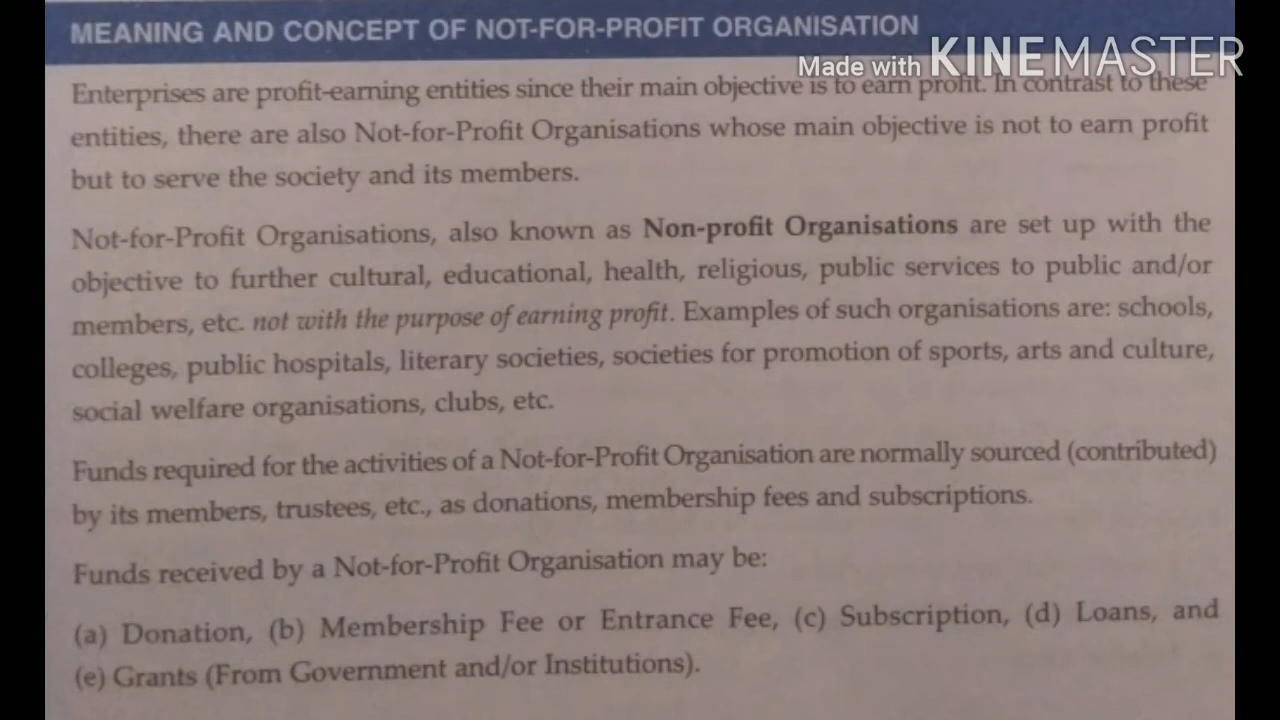 MEANING AND CONCEPT OF NOT-FOR-PROFIT ORGANISATION
Made with KINEMASTER
Enterprises are profit-earning entities since their main objective is to earn profit. In contrast to these
entities, there are also Not-for-Profit Organisations whose main objective is not to earn profit
but to serve the society and its members.
Not-for-Profit Organisations, also known as Non-profit Organisations are set up with the
objective to further cultural, educational, health, religious, public services to public and/or
members, etc. not with the purpose of earning profit. Examples of such organisations are: schools,
colleges, public hospitals, literary societies, societies for promotion of sports, arts and culture,
social welfare organisations, clubs, etc.
Funds required for the activities of a Not-for-Profit Organisation are normally sourced (contributed)
by its members, trustees, etc., as donations, membership fees and subscriptions.
Funds received by a Not-for-Profit Organisation may be:
(a) Donation, (b) Membership Fee or Entrance Fee, (c) Subscription, (d) Loans, and
(e) Grants (From Government and/or Institutions).